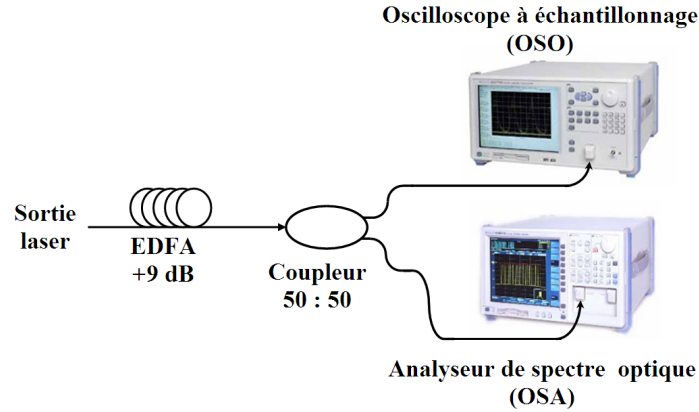 Oscilloscope à échantillonnage
(OSO)
Sortie
laser
EDFA
+9 dB
Coupleur
50 : 50
Analyseur de spectre optique
(OSA)